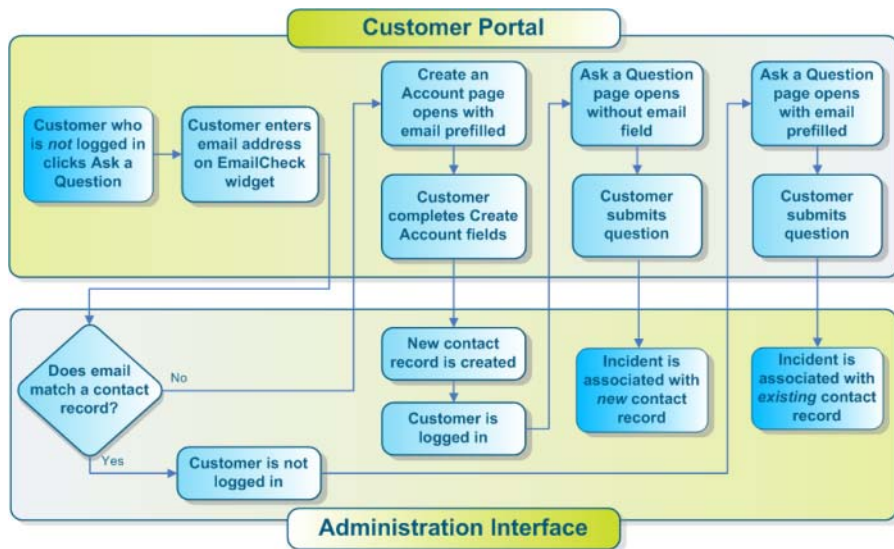 Customer Portal
Customer who
is not logged in
clicks Ask a
Question
Customer enters
email address
on EmailCheck
widget
Create an
Account page
opens with
email prefilled
Customer
completes Create
Account fields
Ask a Question
page opens
without email
field
Customer
submits
question
Ask a Question
page opens
with email
prefilled
Customer
submits
question
Does email
match a contact
record?
No
Yes
Customer is not
logged in
New contact
record is created
Customer is
logged in
Incident is
associated with
new contact
record
Incident is
associated with
existing contact
record
Administration Interface